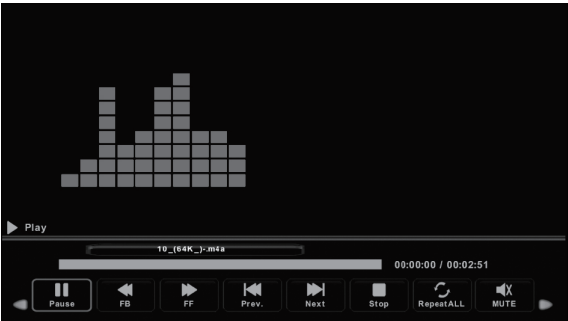 Play
10_(64K_)-.m4a
00:00:00 / 00:02:51
Pause FB FF Prev. Next Stop RepeatALL MUTE